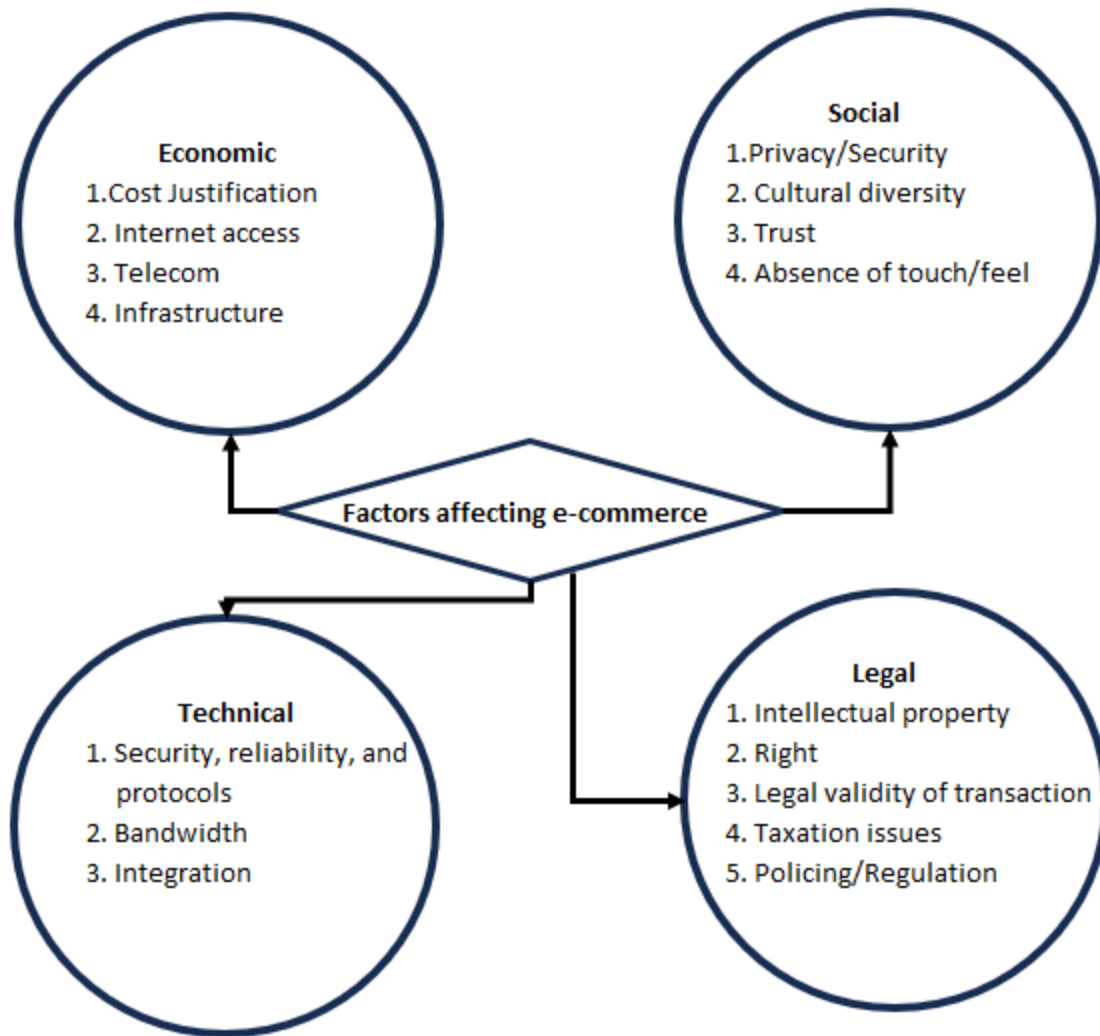 Economic
1.Cost Justification
2. Internet access
3. Telecom
4. Infrastructure
Social
1.Privacy/Security
2. Cultural diversity
3. Trust
4. Absence of touch/feel
Factors affecting e-commerce
Technical
1. Security, reliability, and
protocols
2. Bandwidth
3. Integration
Legal
1. Intellectual property
2. Right
3. Legal validity of transaction
4. Taxation issues
5. Policing/Regulation